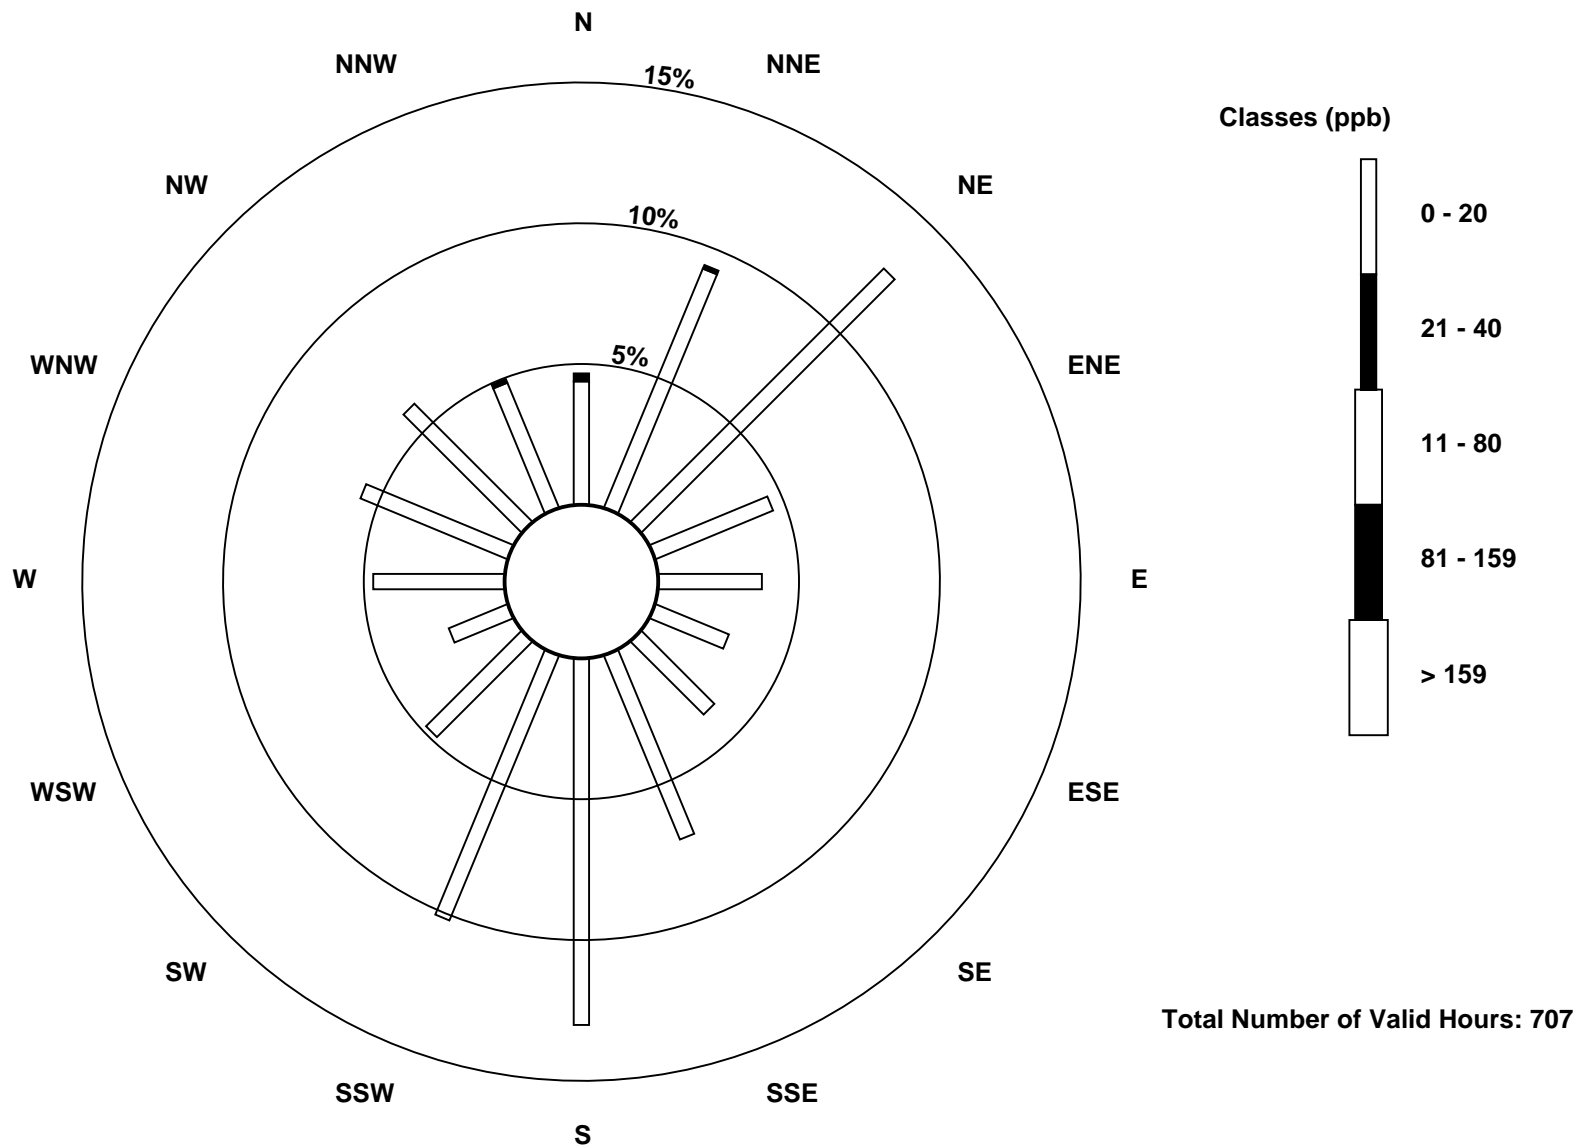 N
NNW
NNE
15%
Classes (ppb)
NW
NE
0 - 20
10%
21 - 40
5%
WNW
ENE
11 - 80
81 - 159
W
E
> 159
WSW
ESE
SW
SE
Total Number of Valid Hours: 707
SSW
SSE
S